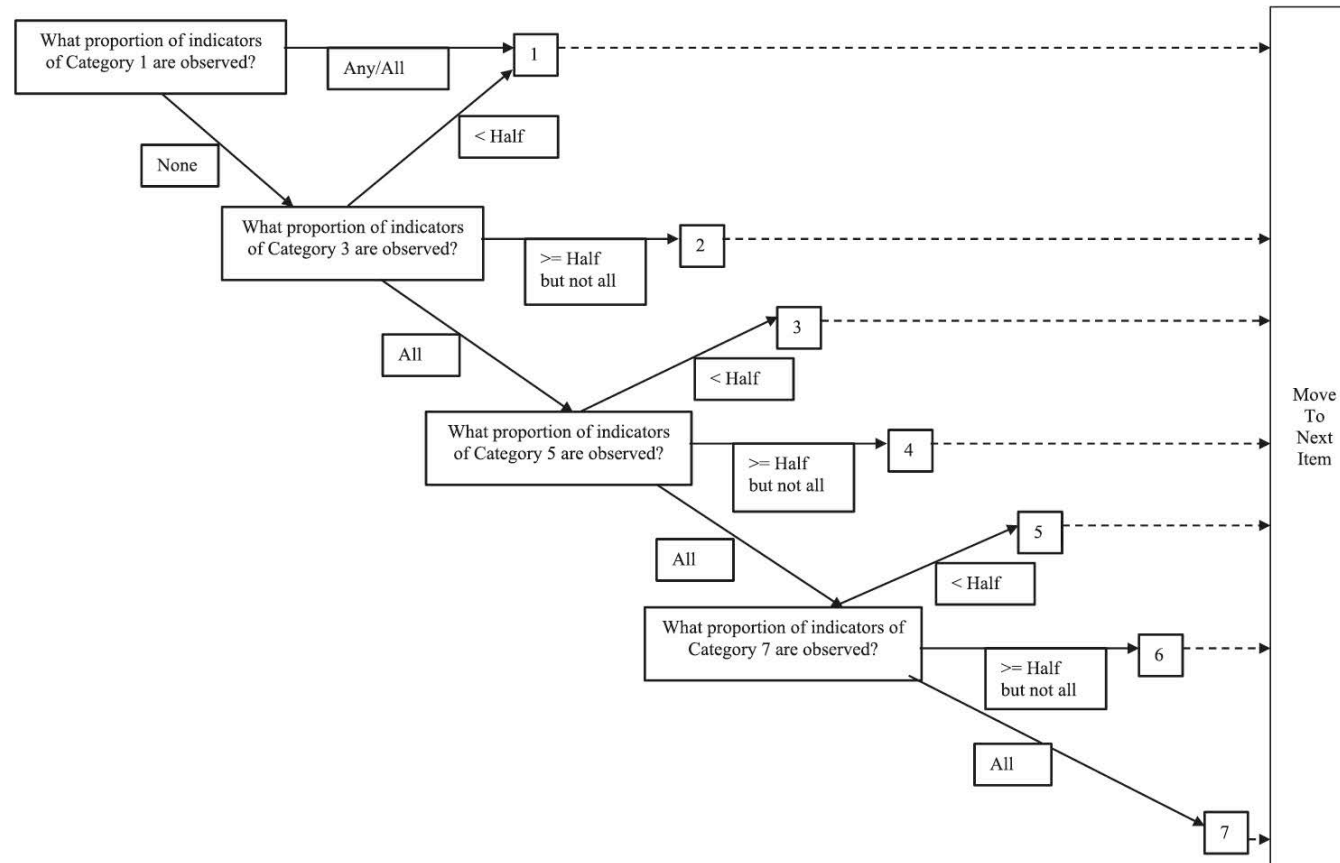 What proportion of indicators
of Category 1 are observed?
Any/All
1
< Half
None
What proportion of indicators
of Category 3 are observed?
>= Half
but not all
2
All
3
< Half
What proportion of indicators
of Category 5 are observed?
>= Half
but not all
4
All
5
< Half
What proportion of indicators of
Category 7 are observed?
>= Half
but not all
6
All
7
Move
To
Next
Item